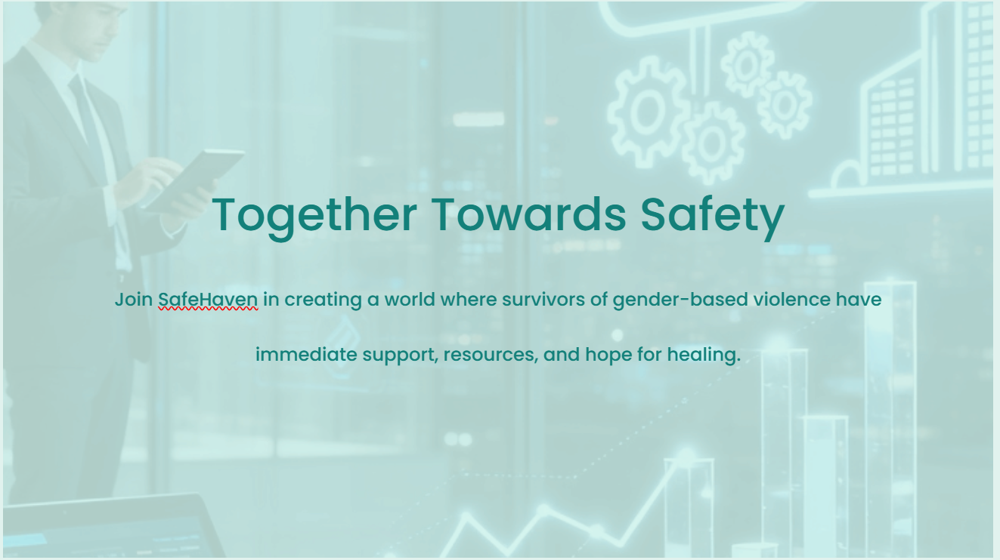 Together Towards Safety
Join SafeHaven in creating a world where survivors of gender-based violence have
immediate support, resources, and hope for healing.